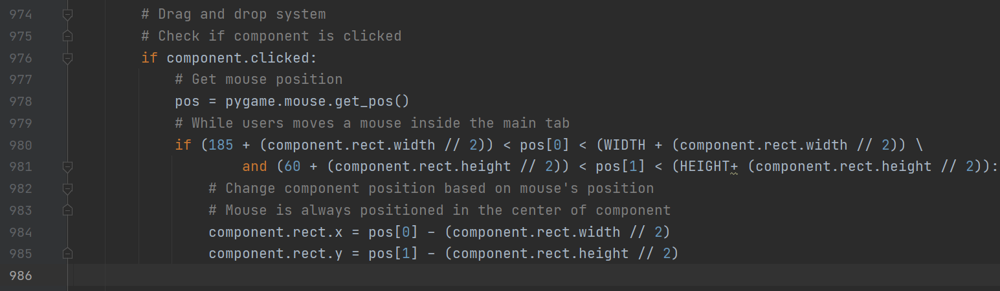 974 # Drag and drop system
975 # Check if component is clicked
976 if component.clicked:
977 # Get mouse position
978 pos = pygame.mouse.get_pos()
979 # While users moves a mouse inside the main tab
980 if (185 + (component.rect.width // 2)) < pos[0] < (WIDTH + (component.rect.width // 2)) \
981 and (60 + (component.rect.height // 2)) < pos[1] < (HEIGHT+ (component.rect.height // 2)):
982 # Change component position based on mouse's position
983 # Mouse is always positioned in the center of component
984 component.rect.x = pos[0] - (component.rect.width // 2)
985 component.rect.y = pos[1] - (component.rect.height // 2)
986